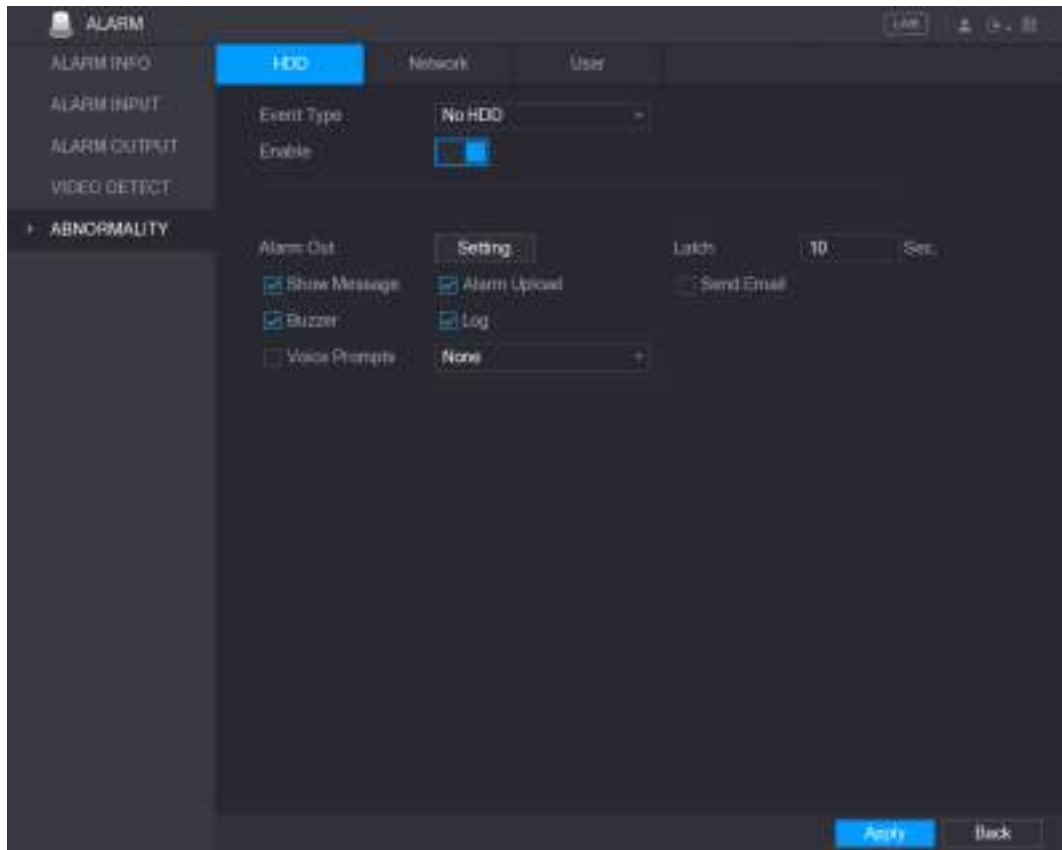 ALARM LIVE
ALARM INFO
ALARM INPUT
ALARM OUTPUT
VIDEO DETECT
ABNORMALITY
HDD Network User
Event Type No HDD
Enable
Alarm Out Setting Latch 10 Sec.
Show Message Alarm Upload Send Email
Buzzer Log
Voice Prompts None
Apply Back